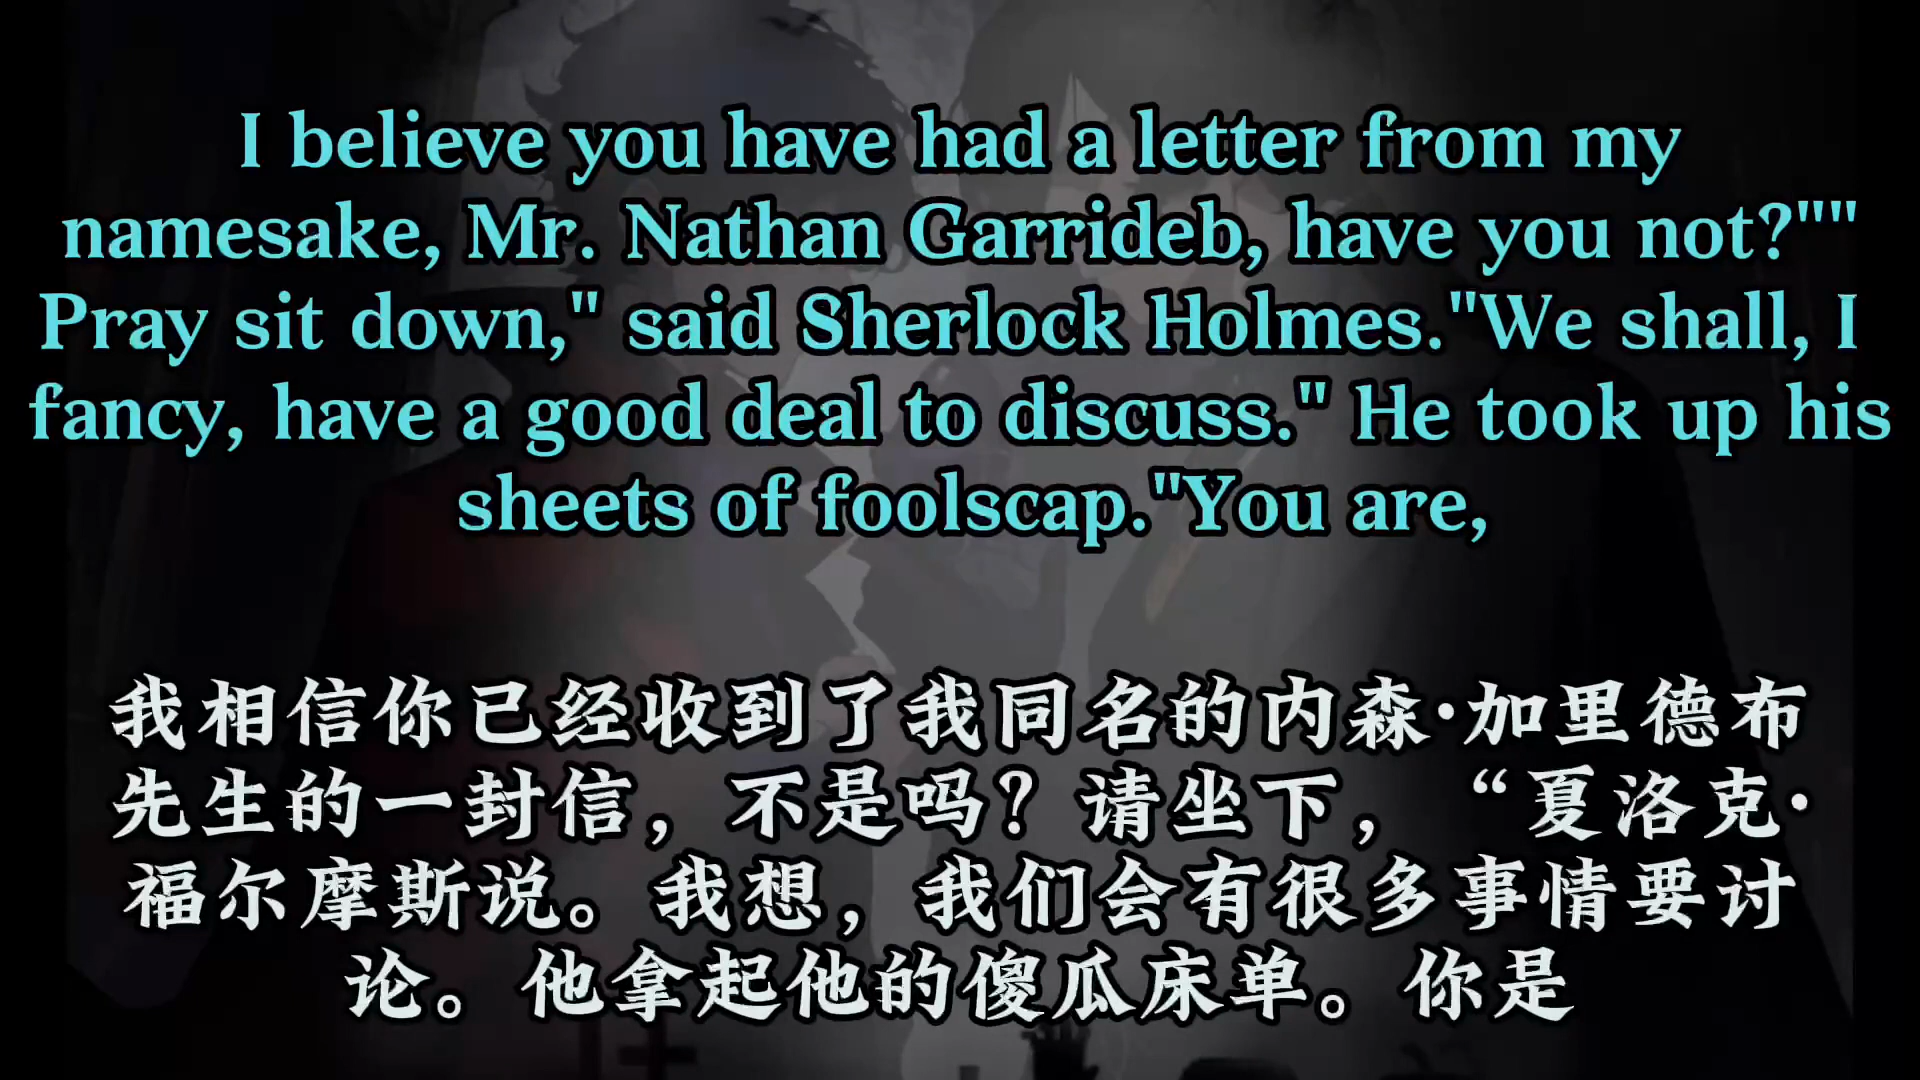 I believe you have had a letter from my
namesake, Mr. Nathan Garrideb, have you not?""
Pray sit down," said Sherlock Holmes."We shall, I
fancy, have a good deal to discuss." He took up his
sheets of foolscap."You are,
我相信你已经收到了我同名的内森·加里德布
先生的一封信，不是吗？请坐下，“夏洛克·
福尔摩斯说。我想，我们会有很多事情要讨
论。他拿起他的傻瓜床单。你是